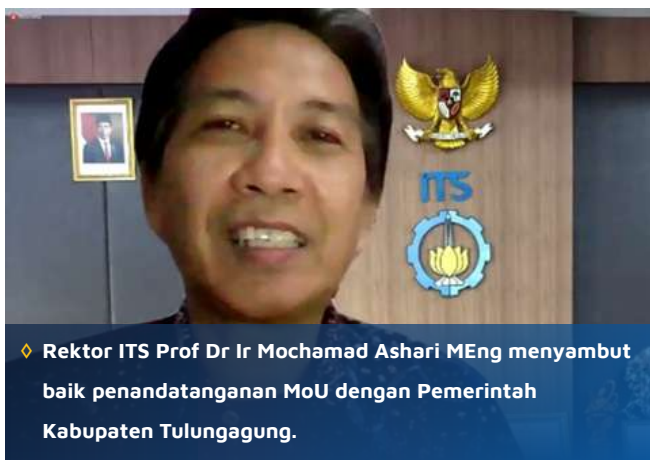 ITS
Rektor ITS Prof Dr Ir Mochamad Ashari MEng menyambut
baik penandatanganan MoU dengan Pemerintah
Kabupaten Tulungagung.